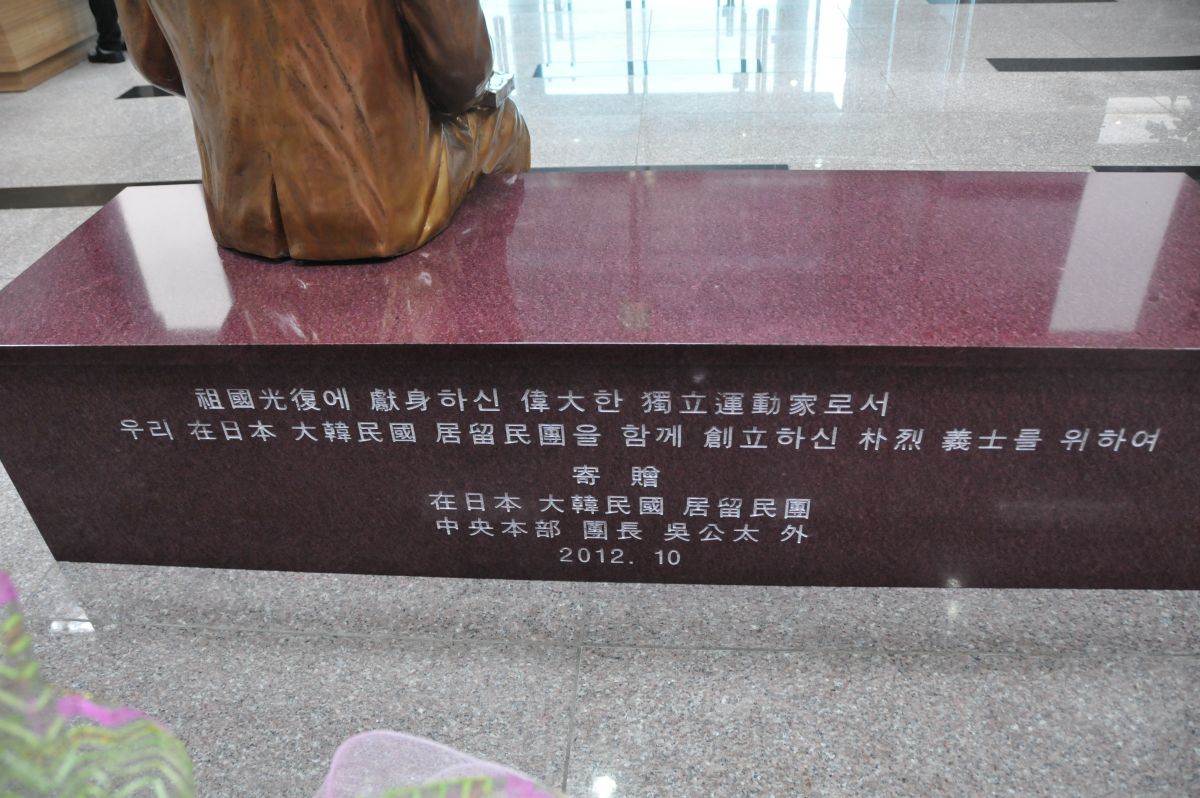 祖國光復에 獻身하신 偉大한 獨立運動家로서
우리 在日本 大韓民國 居留民團을 함께 創立하신 朴烈 義士를 위하여
寄 贈
在日本 大韓民國 居留民團
中央本部 團長 吳公太 外
2012. 10